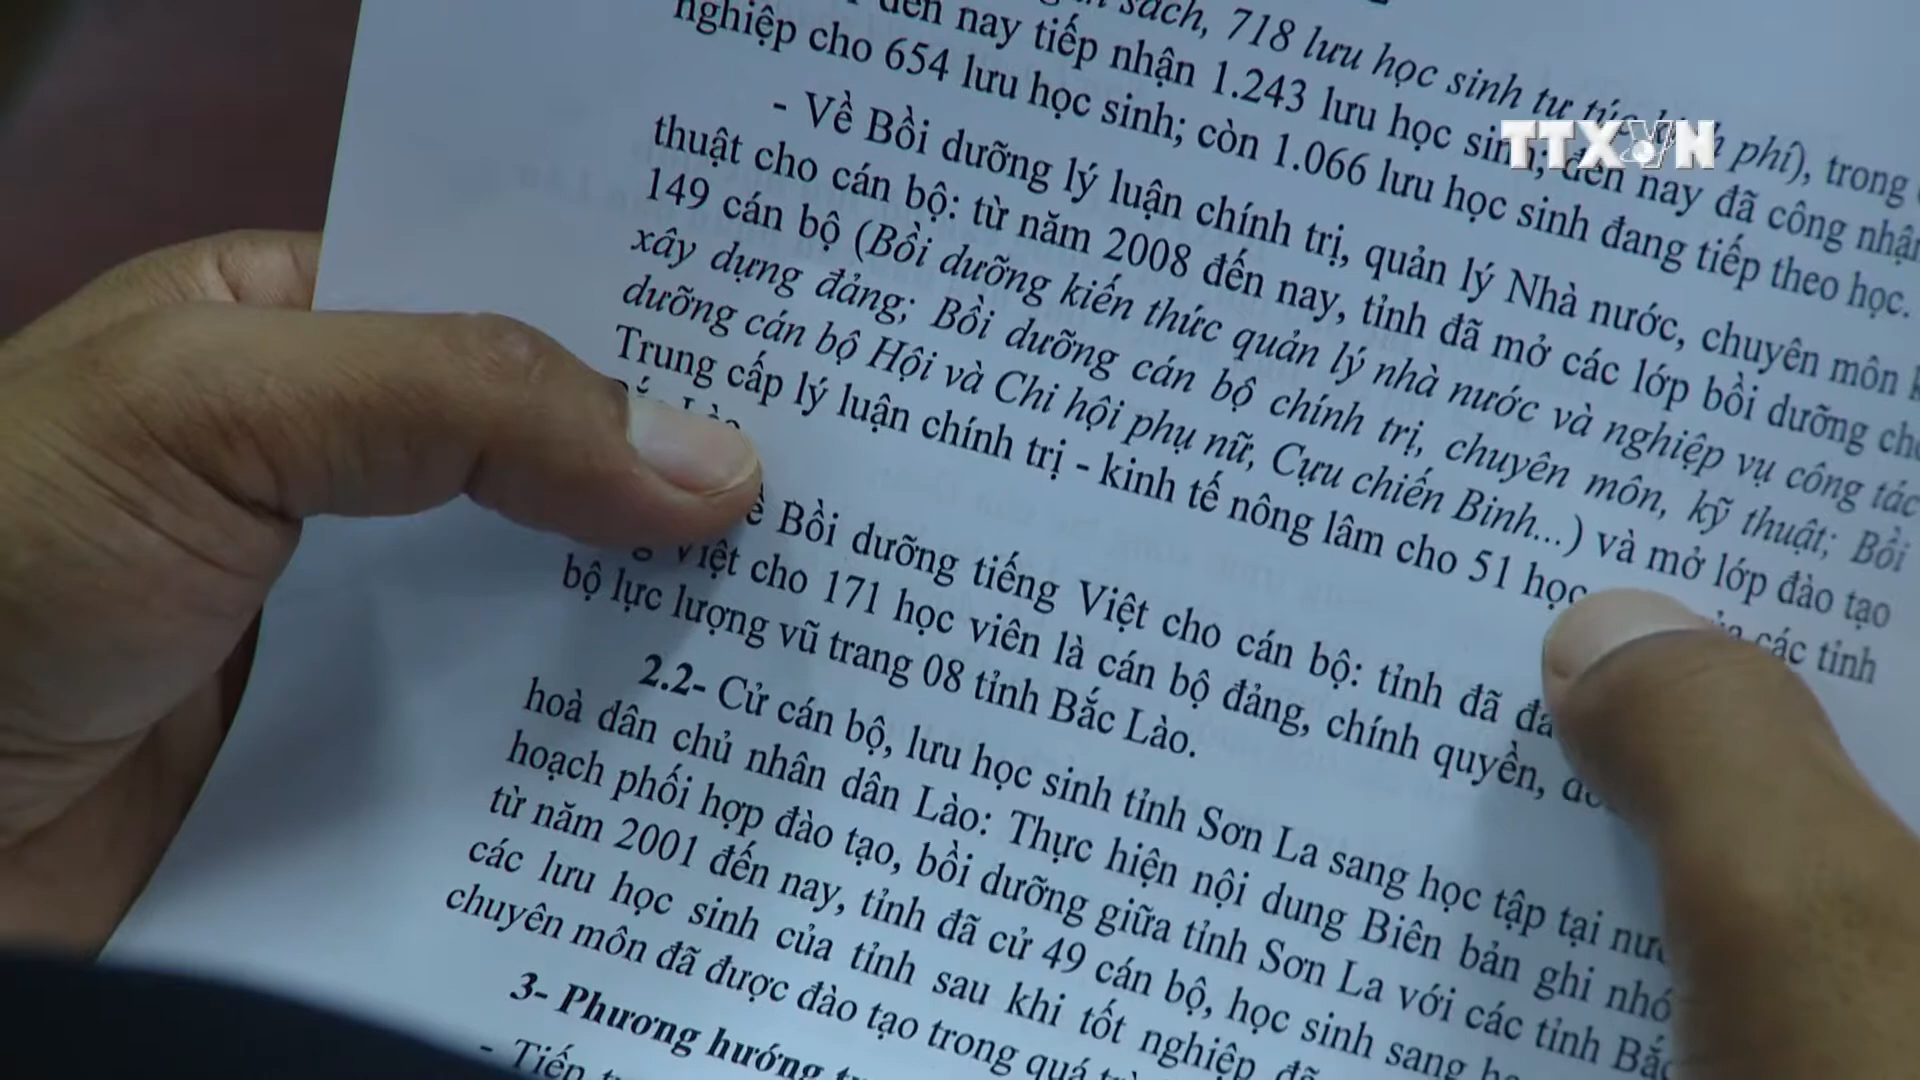 sách, 718 lưu học sinh tự túc kinh phí), trong
đến nay tiếp nhận 1.243 lưu học sinh; đến nay đã công nhận
nghiệp cho 654 lưu học sinh; còn 1.066 lưu học sinh đang tiếp theo học.
- Về Bồi dưỡng lý luận chính trị, quản lý Nhà nước, chuyên môn
thuật cho cán bộ: từ năm 2008 đến nay, tỉnh đã mở các lớp bồi dưỡng cho
149 cán bộ (Bồi dưỡng kiến thức quản lý nhà nước và nghiệp vụ công tác
xây dựng đảng; Bồi dưỡng cán bộ chính trị, chuyên môn, kỹ thuật; Bồi
dưỡng cán bộ Hội và Chi hội phụ nữ, Cựu chiến Binh...) và mở lớp đào tạo
Trung cấp lý luận chính trị - kinh tế nông lâm cho 51 học của các tỉnh
Bắc Lào
Bồi dưỡng tiếng Việt cho cán bộ: tỉnh đã
Việt cho 171 học viên là cán bộ đảng, chính quyền,
bộ lực lượng vũ trang 08 tỉnh Bắc Lào.
2.2- Cử cán bộ, lưu học sinh tỉnh Sơn La sang học tập tại
hoà dân chủ nhân dân Lào: Thực hiện nội dung Biên bản ghi nhớ
hoạch phối hợp đào tạo, bồi dưỡng giữa tỉnh Sơn La với các tỉnh Bắc
từ năm 2001 đến nay, tỉnh đã cử 49 cán bộ, học sinh sang
các lưu học sinh của tỉnh sau khi tốt nghiệp đã
chuyên môn đã được đào tạo trong quá
3- Phương hướng
- Tiếp
TTXVN